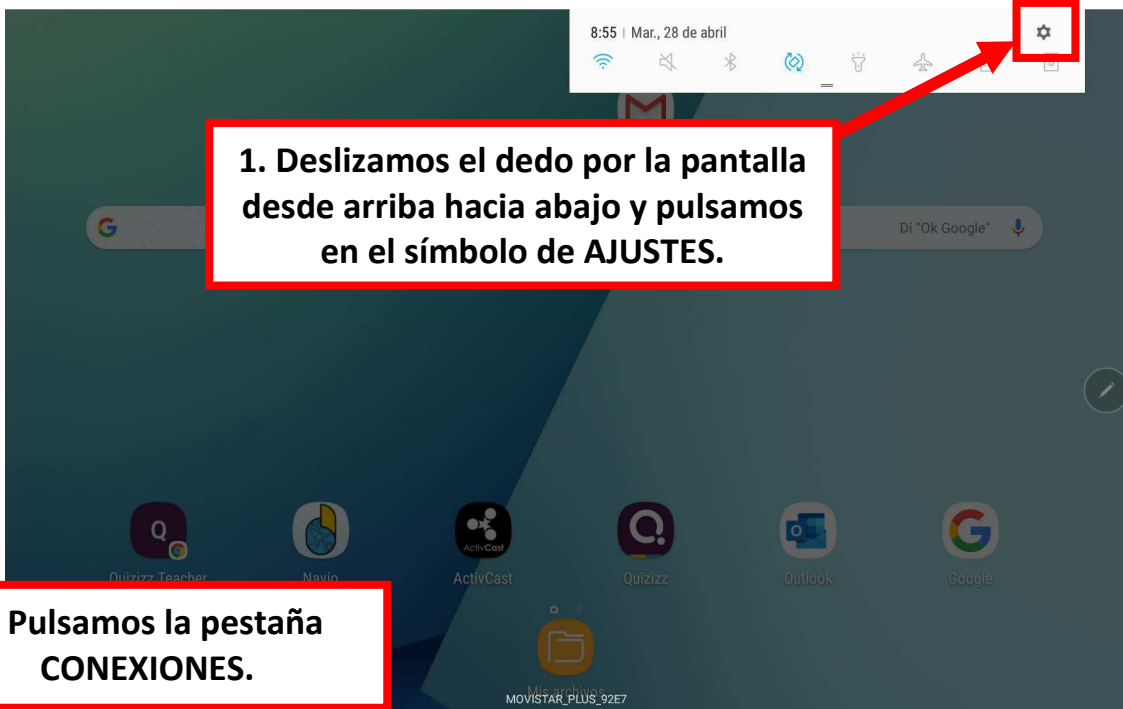 8:55 | Mar., 28 de abril
1. Deslizamos el dedo por la pantalla
desde arriba hacia abajo y pulsamos
en el símbolo de AJUSTES.
Di "Ok Google"
ActivCast
Quizizz Teacher
Navio
ActivCast
Quizizz
Outlook
Google
Pulsamos la pestaña
CONEXIONES.
Mis archivos
MOVISTAR_PLUS_92E7